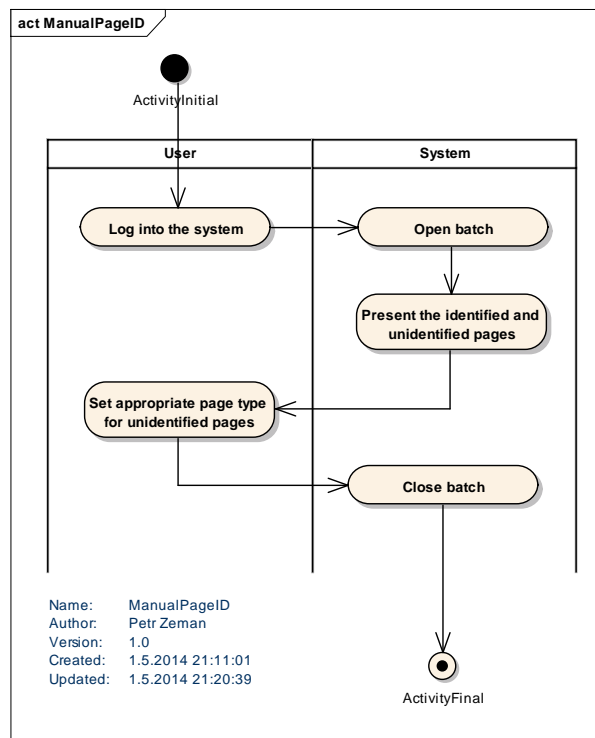 act ManualPageID
ActivityInitial
User
System
Log into the system
Open batch
Present the identified and
unidentified pages
Set appropriate page type
for unidentified pages
Close batch
Name: ManualPageID
Author: Petr Zeman
Version: 1.0
Created: 1.5.2014 21:11:01
Updated: 1.5.2014 21:20:39
ActivityFinal